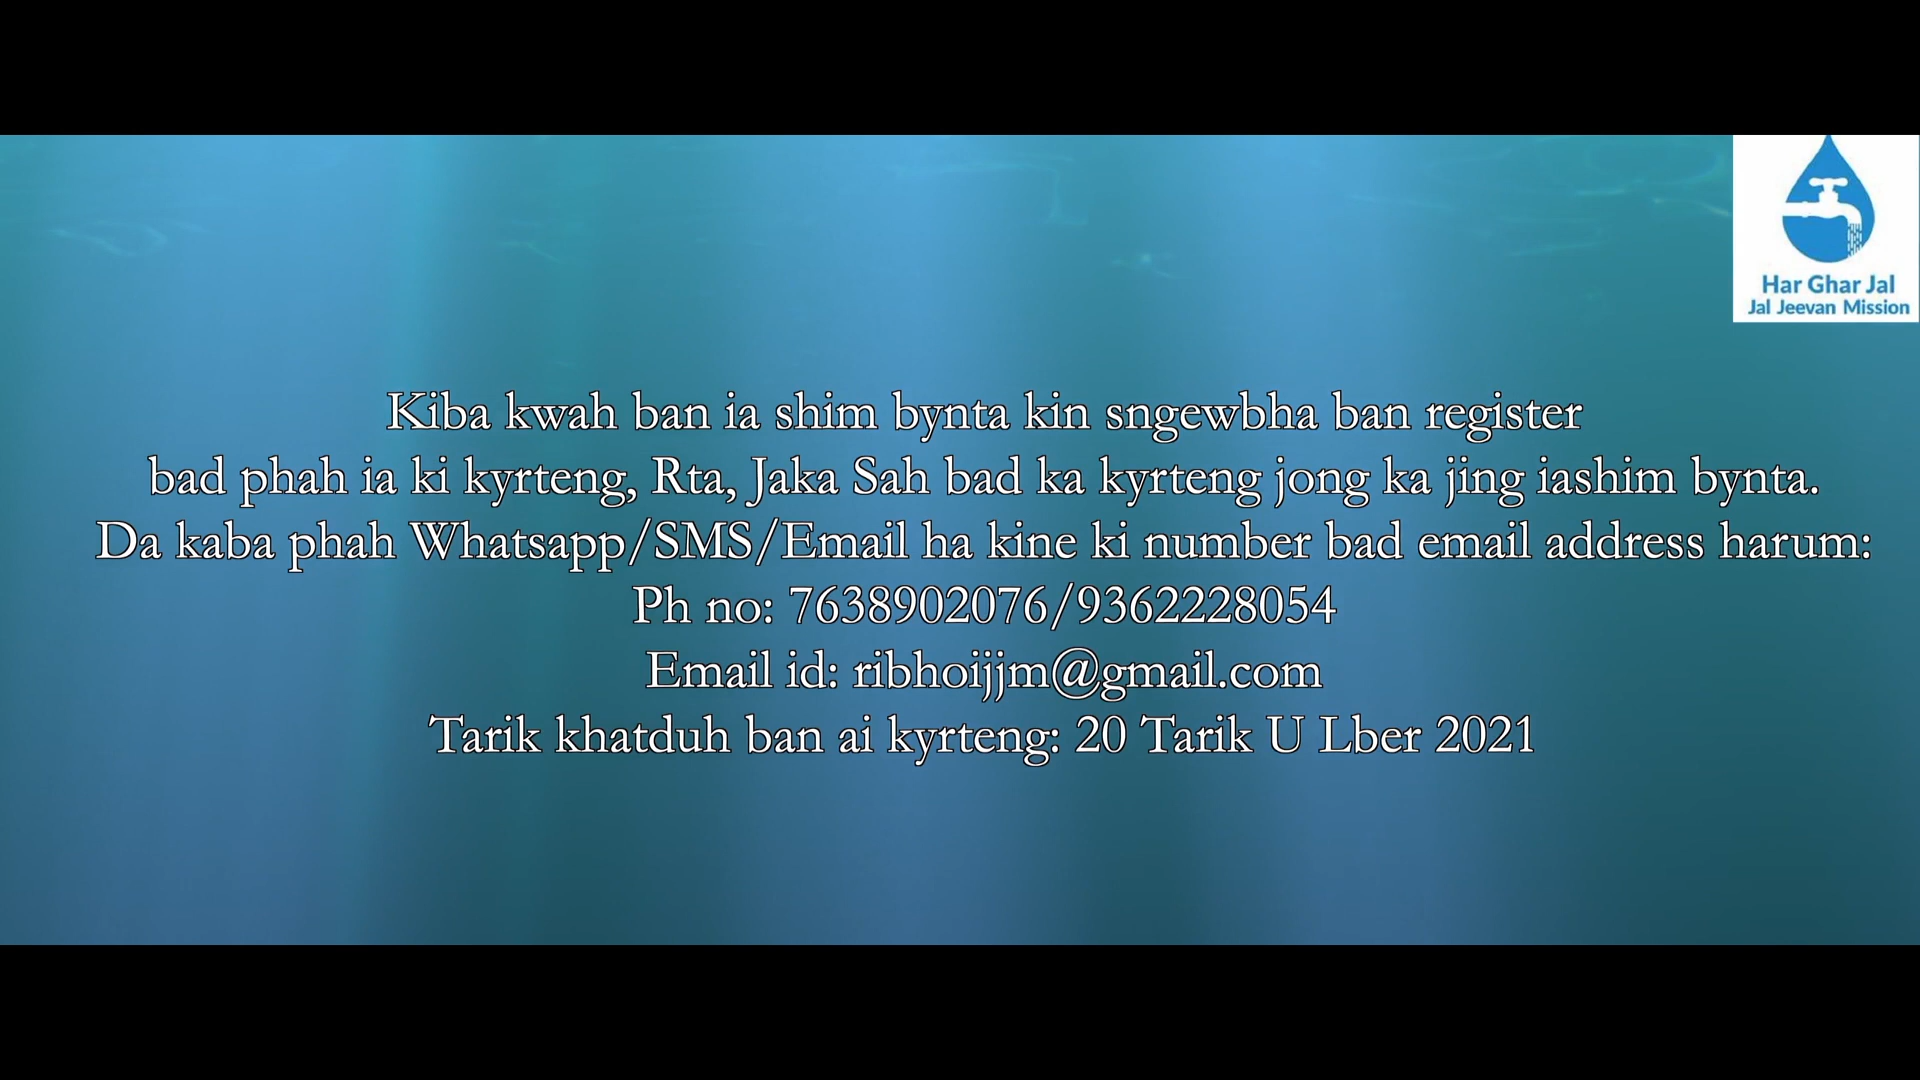 Har Ghar Jal
Jal Jeevan Mission
Kiba kwah ban ia shim bynta kin sngewbha ban register
bad phah ia ki kyrteng, Rta, Jaka Sah bad ka kyrteng jong ka jing iashim bynta.
Da kaba phah Whatsapp/SMS/Email ha kine ki number bad email address harum:
Ph no: 7638902076/9362228054
Email id: ribhoijjm@gmail.com
Tarik khatduh ban ai kyrteng: 20 Tarik U Lber 2021